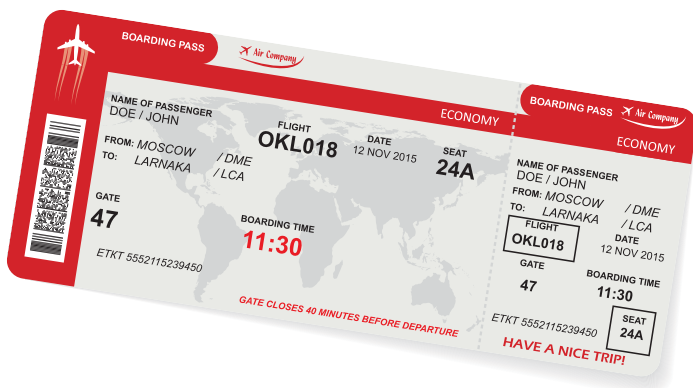 BOARDING PASS
Air Company
ECONOMY
NAME OF PASSENGER
DOE / JOHN
FROM: MOSCOW / DME
TO: LARNAKA / LCA
FLIGHT
OKL018
DATE
12 NOV 2015
SEAT
24A
GATE
47
BOARDING TIME
11:30
ETKT 5552115239450
GATE CLOSES 40 MINUTES BEFORE DEPARTURE
BOARDING PASS
Air Company
ECONOMY
NAME OF PASSENGER
DOE / JOHN
FROM: MOSCOW / DME
TO: LARNAKA / LCA
FLIGHT
OKL018
DATE
12 NOV 2015
GATE
47
BOARDING TIME
11:30
ETKT 5552115239450
SEAT
24A
HAVE A NICE TRIP!